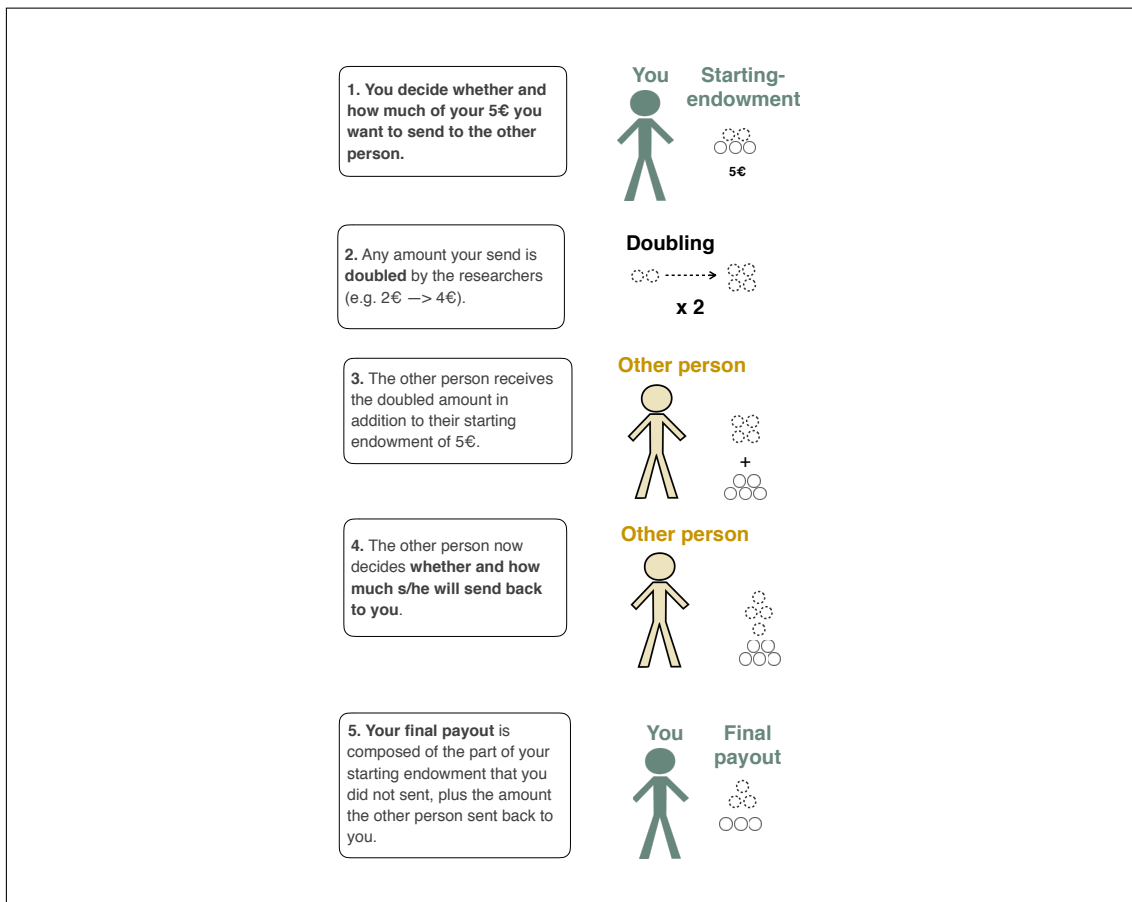 1. You decide whether and
how much of your 5€ you
want to send to the other
person.
You
Starting-
endowment
5€
2. Any amount your send is
doubled by the researchers
(e.g. 2€ —> 4€).
Doubling
x 2
3. The other person receives
the doubled amount in
addition to their starting
endowment of 5€.
Other person
+
4. The other person now
decides whether and how
much s/he will send back
to you.
Other person
5. Your final payout is
composed of the part of your
starting endowment that you
did not sent, plus the amount
the other person sent back to
you.
You
Final
payout